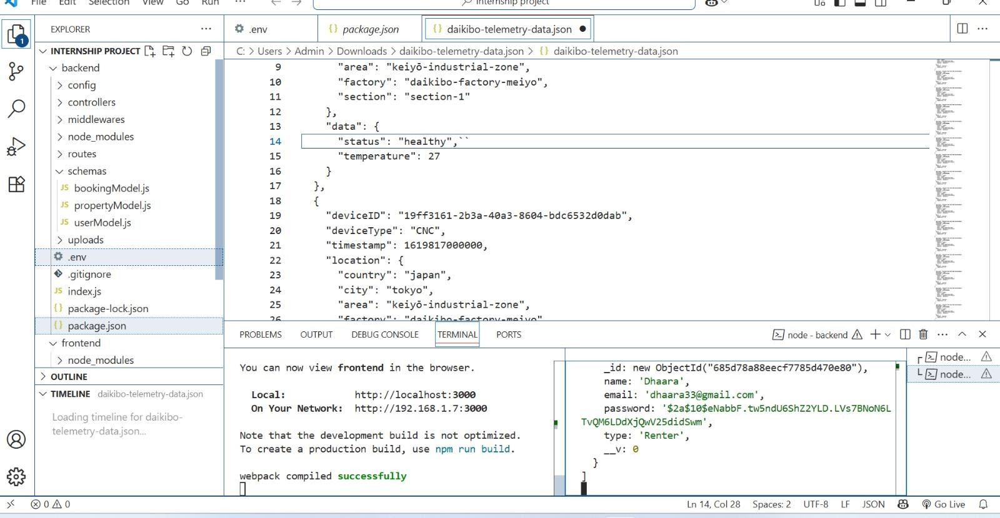 File Edit Selection View Go Run ···
internship project
EXPLORER ···
.env
{} package.json
{} daikibo-telemetry-data.json ●
INTERNSHIP PROJECT
C: > Users > Admin > Downloads > daikibo-telemetry-data.json > {} daikibo-telemetry-data.json
backend
config
controllers
middlewares
node_modules
routes
schemas
JS bookingModel.js
JS propertyModel.js
JS userModel.js
uploads
.env
.gitignore
JS index.js
{} package-lock.json
{} package.json
frontend
node_modules
OUTLINE
TIMELINE daikibo-telemetry-data.json
Loading timeline for daikibo-
telemetry-data.json...
1
9 "area": "keiyō-industrial-zone",
10 "factory": "daikibo-factory-meiyo",
11 "section": "section-1"
12 },
13 "data": {
14 "status": "healthy",``
15 "temperature": 27
16 }
17 },
18 {
19 "deviceID": "19ff3161-2b3a-40a3-8604-bdc6532d0dab",
20 "deviceType": "CNC",
21 "timestamp": 1619817000000,
22 "location": {
23 "country": "japan",
24 "city": "tokyo",
25 "area": "keiyō-industrial-zone",
26 "factory": "daikibo-factory-meiyo"
PROBLEMS OUTPUT DEBUG CONSOLE TERMINAL PORTS
node - backend
You can now view frontend in the browser.
Local: http://localhost:3000
On Your Network: http://192.168.1.7:3000
Note that the development build is not optimized.
To create a production build, use npm run build.
webpack compiled successfully
_id: new ObjectId("685d78a88eecf7785d470e80"),
name: 'Dhaara',
email: 'dhaara33@gmail.com',
password: '$2a$10$eNabbF.tw5ndU6ShZ2YLD.LVs7BNoN6L
TvQM6LDdXjQwV25didSwm',
type: 'Renter',
__v: 0
}
]
node...
node...
0 0
Ln 14, Col 28 Spaces: 2 UTF-8 LF JSON Go Live